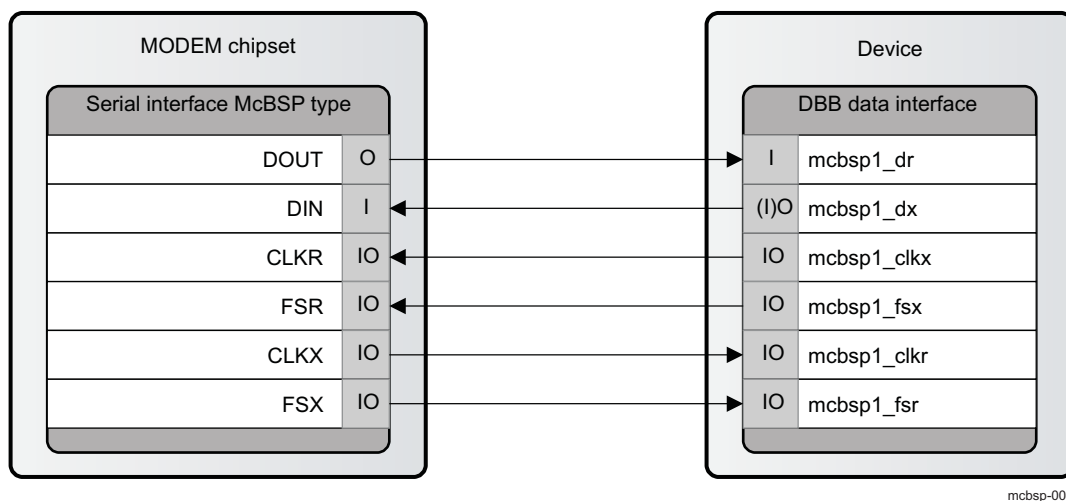 MODEM chipset
Device
Serial interface McBSP type
DBB data interface
DOUT O I mcbsp1_dr
DIN I (I)O mcbsp1_dx
CLKR IO IO mcbsp1_clkx
FSR IO IO mcbsp1_fsx
CLKX IO IO mcbsp1_clkr
FSX IO IO mcbsp1_fsr
mcbsp-00